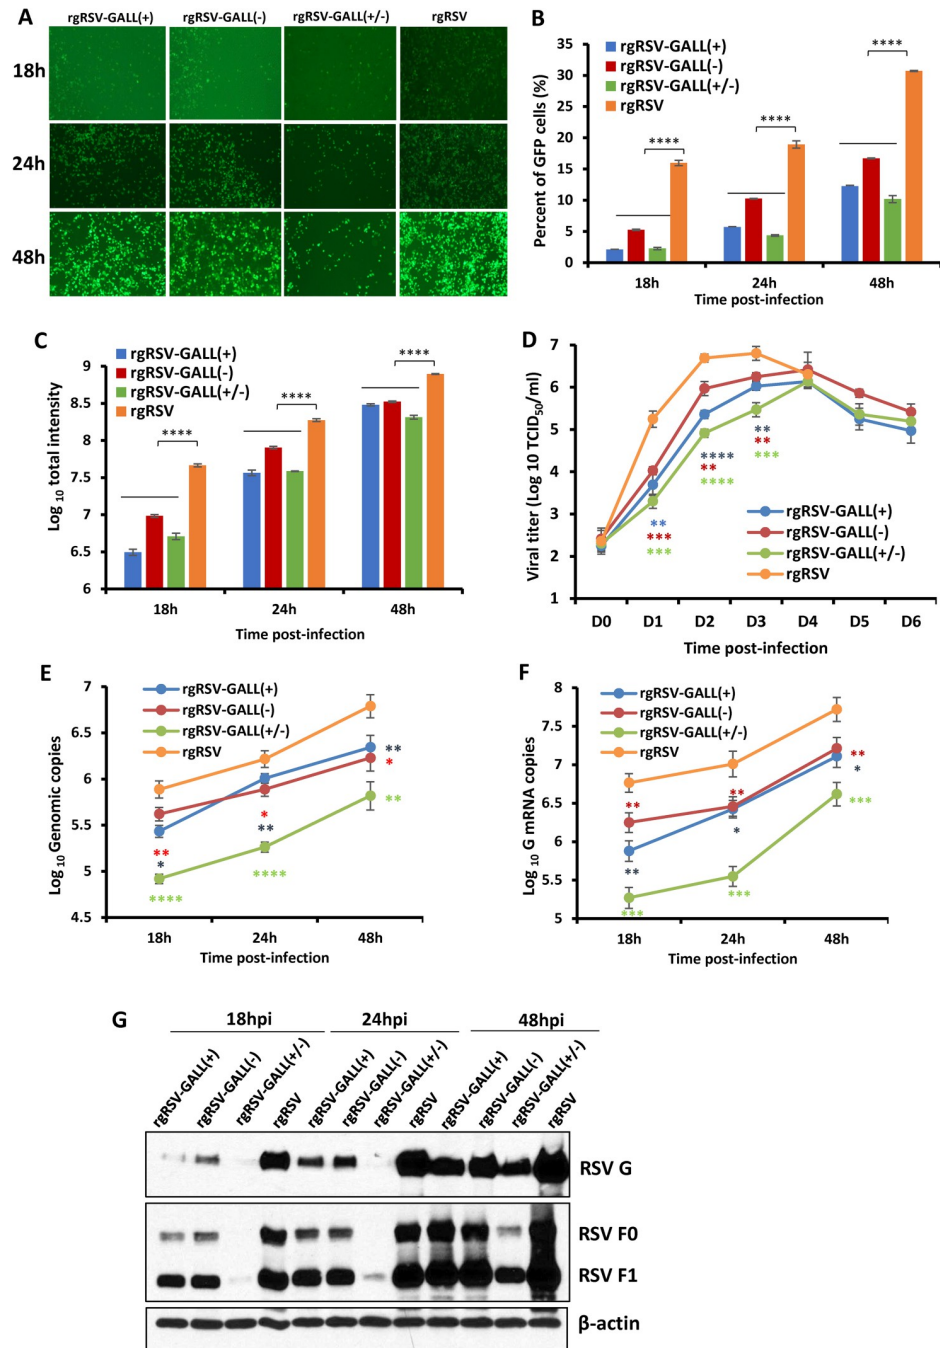 A
rgRSV-GALL(+) rgRSV-GALL(-) rgRSV-GALL(+/-) rgRSV
18h
24h
48h
B
rgRSV-GALL(+)
rgRSV-GALL(-)
rgRSV-GALL(+/-)
rgRSV
Percent of GFP cells (%)
35
30
25
20
15
10
5
0
****
****
****
18h 24h 48h
Time post-infection
C
rgRSV-GALL(+)
rgRSV-GALL(-)
rgRSV-GALL(+/-)
rgRSV
Log 10 total intensity
9
8.5
8
7.5
7
6.5
6
****
****
****
18h 24h 48h
Time post-infection
D
Viral titer (Log 10 TCID50/ml)
7
6
5
4
3
2
1
**
***
***
****
**
****
**
**
***
rgRSV-GALL(+)
rgRSV-GALL(-)
rgRSV-GALL(+/-)
rgRSV
D0 D1 D2 D3 D4 D5 D6
Time post-infection
E
rgRSV-GALL(+)
rgRSV-GALL(-)
rgRSV-GALL(+/-)
rgRSV
Log 10 Genomic copies
7
6.5
6
5.5
5
4.5
**
*
****
*
**
****
**
*
**
18h 24h 48h
Time post-infection
F
rgRSV-GALL(+)
rgRSV-GALL(-)
rgRSV-GALL(+/-)
rgRSV
Log 10 G mRNA copies
8
7.5
7
6.5
6
5.5
5
**
**
***
**
*
***
**
*
***
18h 24h 48h
Time post-infection
G
18hpi 24hpi 48hpi
rgRSV-GALL(+) rgRSV-GALL(-) rgRSV-GALL(+/-) rgRSV rgRSV-GALL(+) rgRSV-GALL(-) rgRSV-GALL(+/-) rgRSV rgRSV-GALL(+) rgRSV-GALL(-) rgRSV-GALL(+/-) rgRSV
RSV G
RSV F0
RSV F1
β-actin